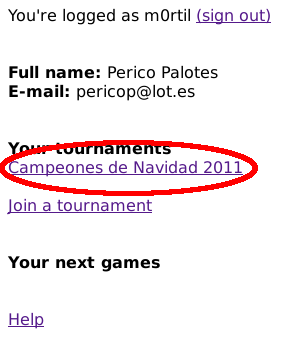 You're logged as m0rtil (sign out)
Full name: Perico Palotes
E-mail: pericop@lot.es
Your tournaments
Campeones de Navidad 2011
Join a tournament
Your next games
Help